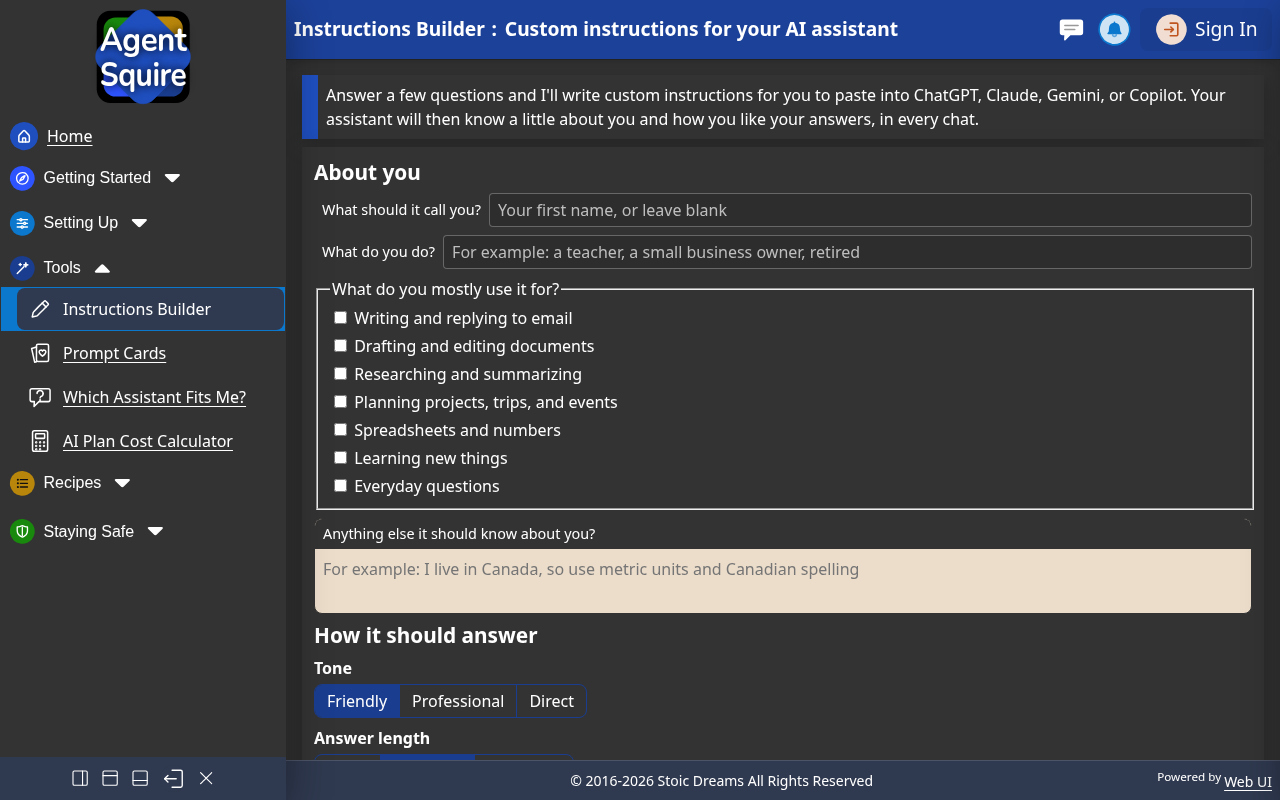 Agent
Squire
Home
Getting Started
Setting Up
Tools
Instructions Builder
Prompt Cards
Which Assistant Fits Me?
AI Plan Cost Calculator
Recipes
Staying Safe
Instructions Builder : Custom instructions for your AI assistant
Sign In
Answer a few questions and I'll write custom instructions for you to paste into ChatGPT, Claude, Gemini, or Copilot. Your
assistant will then know a little about you and how you like your answers, in every chat.
About you
What should it call you? Your first name, or leave blank
What do you do? For example: a teacher, a small business owner, retired
What do you mostly use it for?
Writing and replying to email
Drafting and editing documents
Researching and summarizing
Planning projects, trips, and events
Spreadsheets and numbers
Learning new things
Everyday questions
Anything else it should know about you?
For example: I live in Canada, so use metric units and Canadian spelling
How it should answer
Tone
Friendly Professional Direct
Answer length
© 2016-2026 Stoic Dreams All Rights Reserved
Powered by Web UI